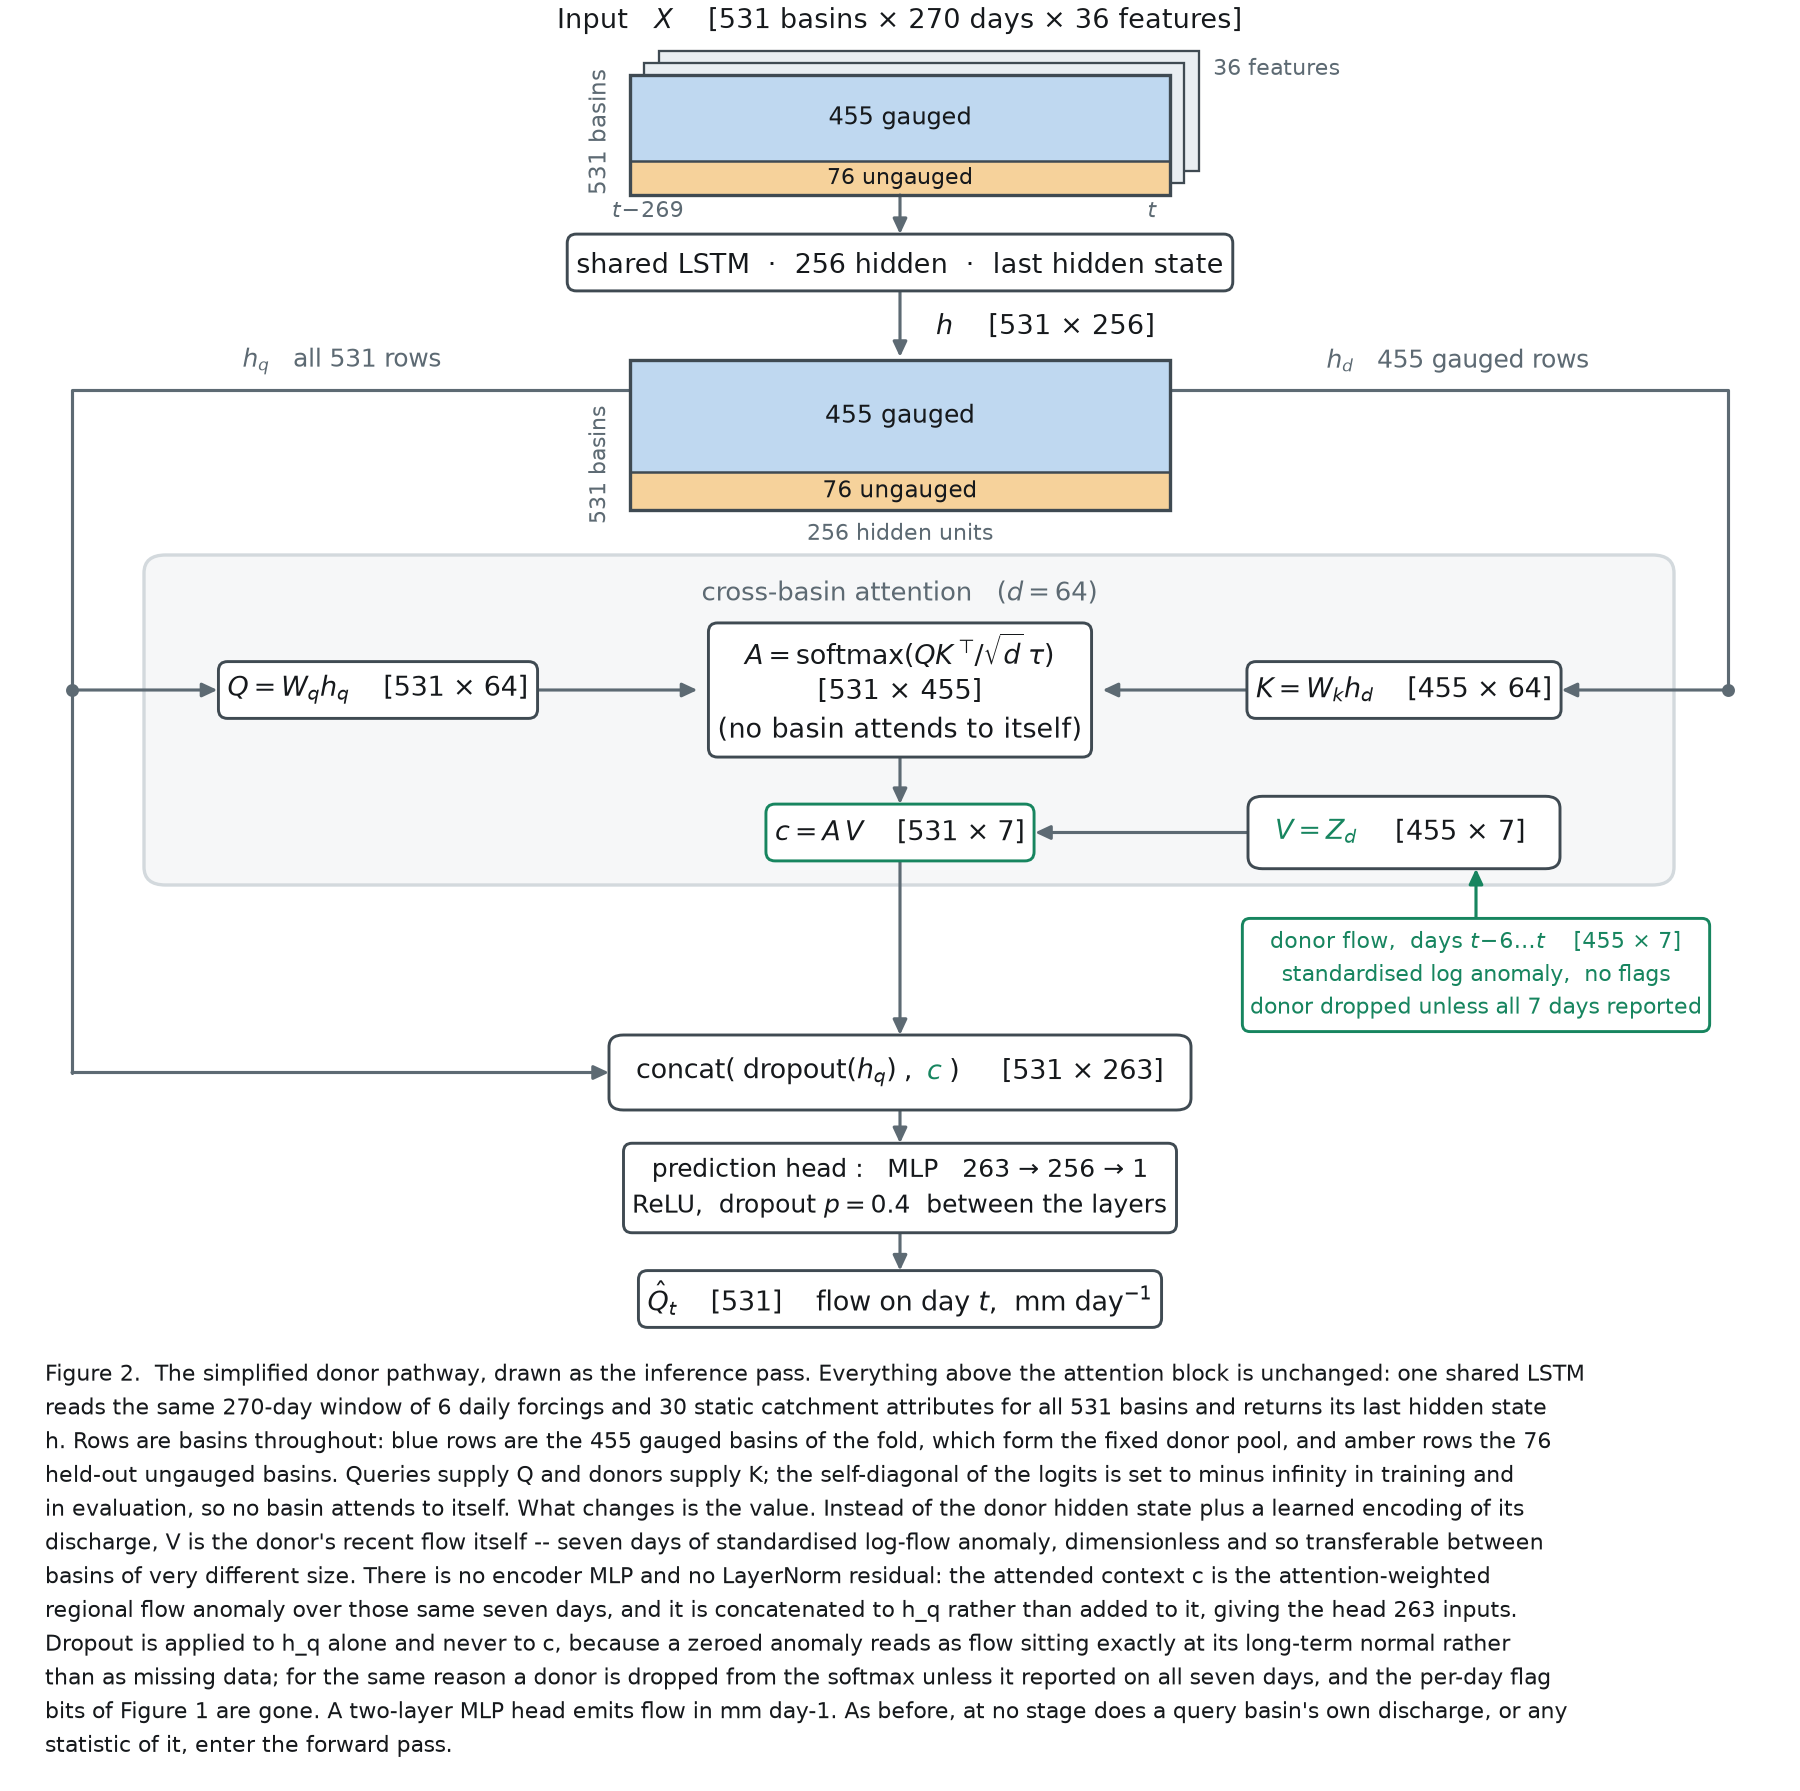 Input X [531 basins × 270 days × 36 features]
36 features
531 basins
455 gauged
76 ungauged
t−269
t
shared LSTM · 256 hidden · last hidden state
h [531 × 256]
h_q all 531 rows
h_d 455 gauged rows
531 basins
455 gauged
76 ungauged
256 hidden units
cross-basin attention (d = 64)
Q = W_q h_q [531 × 64]
A = softmax(QK⊤/√d τ)
[531 × 455]
(no basin attends to itself)
K = W_k h_d [455 × 64]
c = A V [531 × 7]
V = Z_d [455 × 7]
donor flow, days t−6…t [455 × 7]
standardised log anomaly, no flags
donor dropped unless all 7 days reported
concat( dropout(h_q) , c ) [531 × 263]
prediction head : MLP 263 → 256 → 1
ReLU, dropout p = 0.4 between the layers
Q̂_t [531] flow on day t, mm day⁻¹
Figure 2. The simplified donor pathway, drawn as the inference pass. Everything above the attention block is unchanged: one shared LSTM
reads the same 270-day window of 6 daily forcings and 30 static catchment attributes for all 531 basins and returns its last hidden state
h. Rows are basins throughout: blue rows are the 455 gauged basins of the fold, which form the fixed donor pool, and amber rows the 76
held-out ungauged basins. Queries supply Q and donors supply K; the self-diagonal of the logits is set to minus infinity in training and
in evaluation, so no basin attends to itself. What changes is the value. Instead of the donor hidden state plus a learned encoding of its
discharge, V is the donor's recent flow itself -- seven days of standardised log-flow anomaly, dimensionless and so transferable between
basins of very different size. There is no encoder MLP and no LayerNorm residual: the attended context c is the attention-weighted
regional flow anomaly over those same seven days, and it is concatenated to h_q rather than added to it, giving the head 263 inputs.
Dropout is applied to h_q alone and never to c, because a zeroed anomaly reads as flow sitting exactly at its long-term normal rather
than as missing data; for the same reason a donor is dropped from the softmax unless it reported on all seven days, and the per-day flag
bits of Figure 1 are gone. A two-layer MLP head emits flow in mm day-1. As before, at no stage does a query basin's own discharge, or any
statistic of it, enter the forward pass.